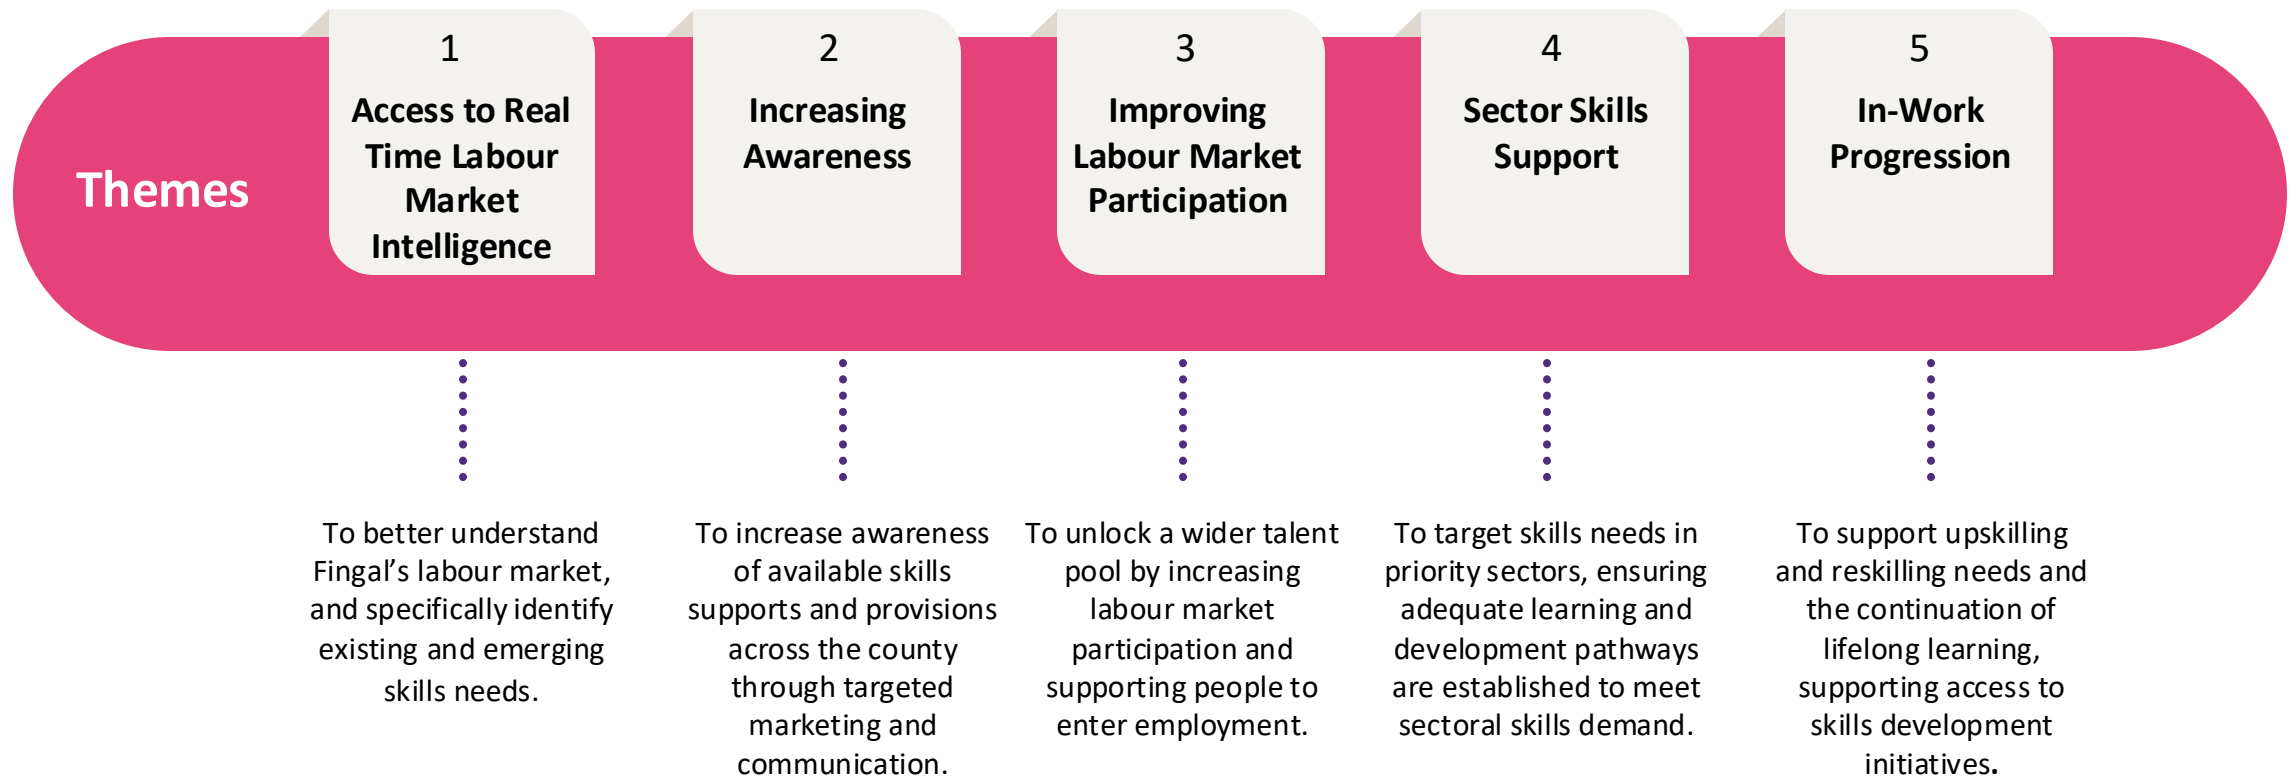 Themes
1
Access to Real
Time Labour
Market
Intelligence
2
Increasing
Awareness
3
Improving
Labour Market
Participation
4
Sector Skills
Support
5
In-Work
Progression
To better understand
Fingal’s labour market,
and specifically identify
existing and emerging
skills needs.
To increase awareness
of available skills
supports and provisions
across the county
through targeted
marketing and
communication.
To unlock a wider talent
pool by increasing
labour market
participation and
supporting people to
enter employment.
To target skills needs in
priority sectors, ensuring
adequate learning and
development pathways
are established to meet
sectoral skills demand.
To support upskilling
and reskilling needs and
the continuation of
lifelong learning,
supporting access to
skills development
initiatives.